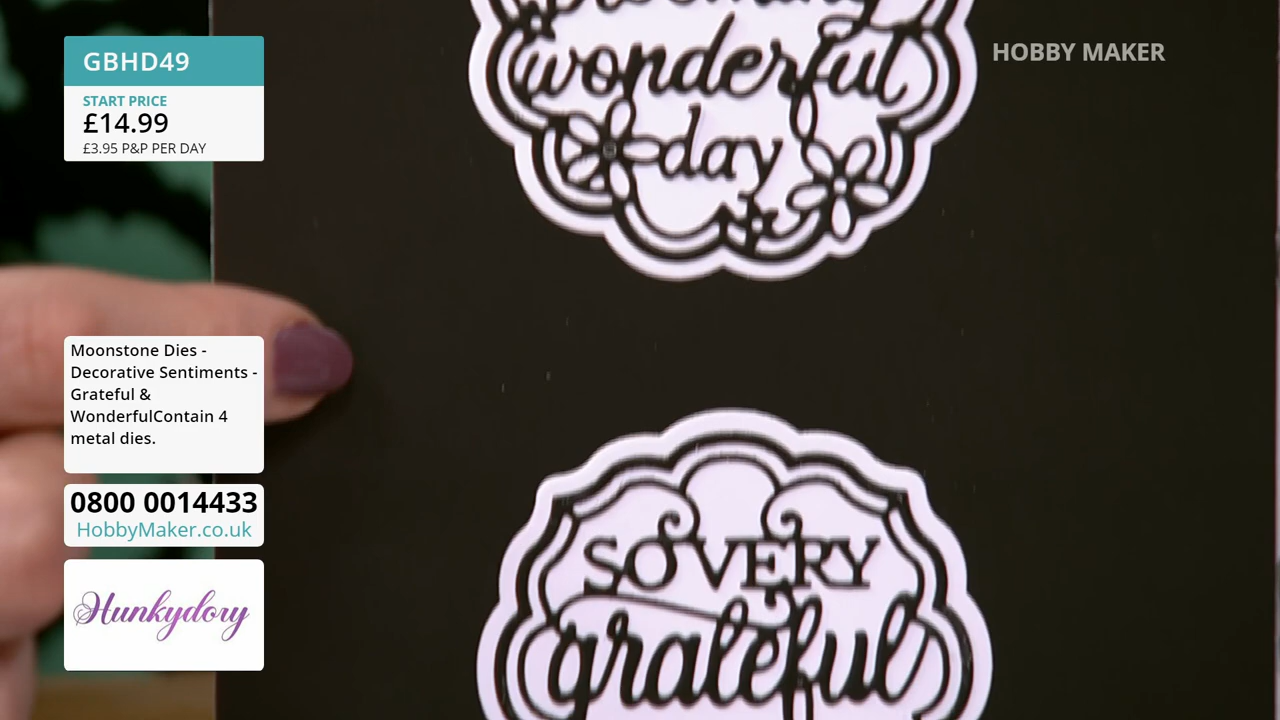 GBHD49
START PRICE
£14.99
£3.95 P&P PER DAY
HOBBY MAKER
wonderful
day
Moonstone Dies -
Decorative Sentiments -
Grateful &
WonderfulContain 4
metal dies.
0800 0014433
HobbyMaker.co.uk
Hunkydory
SO VERY
grateful